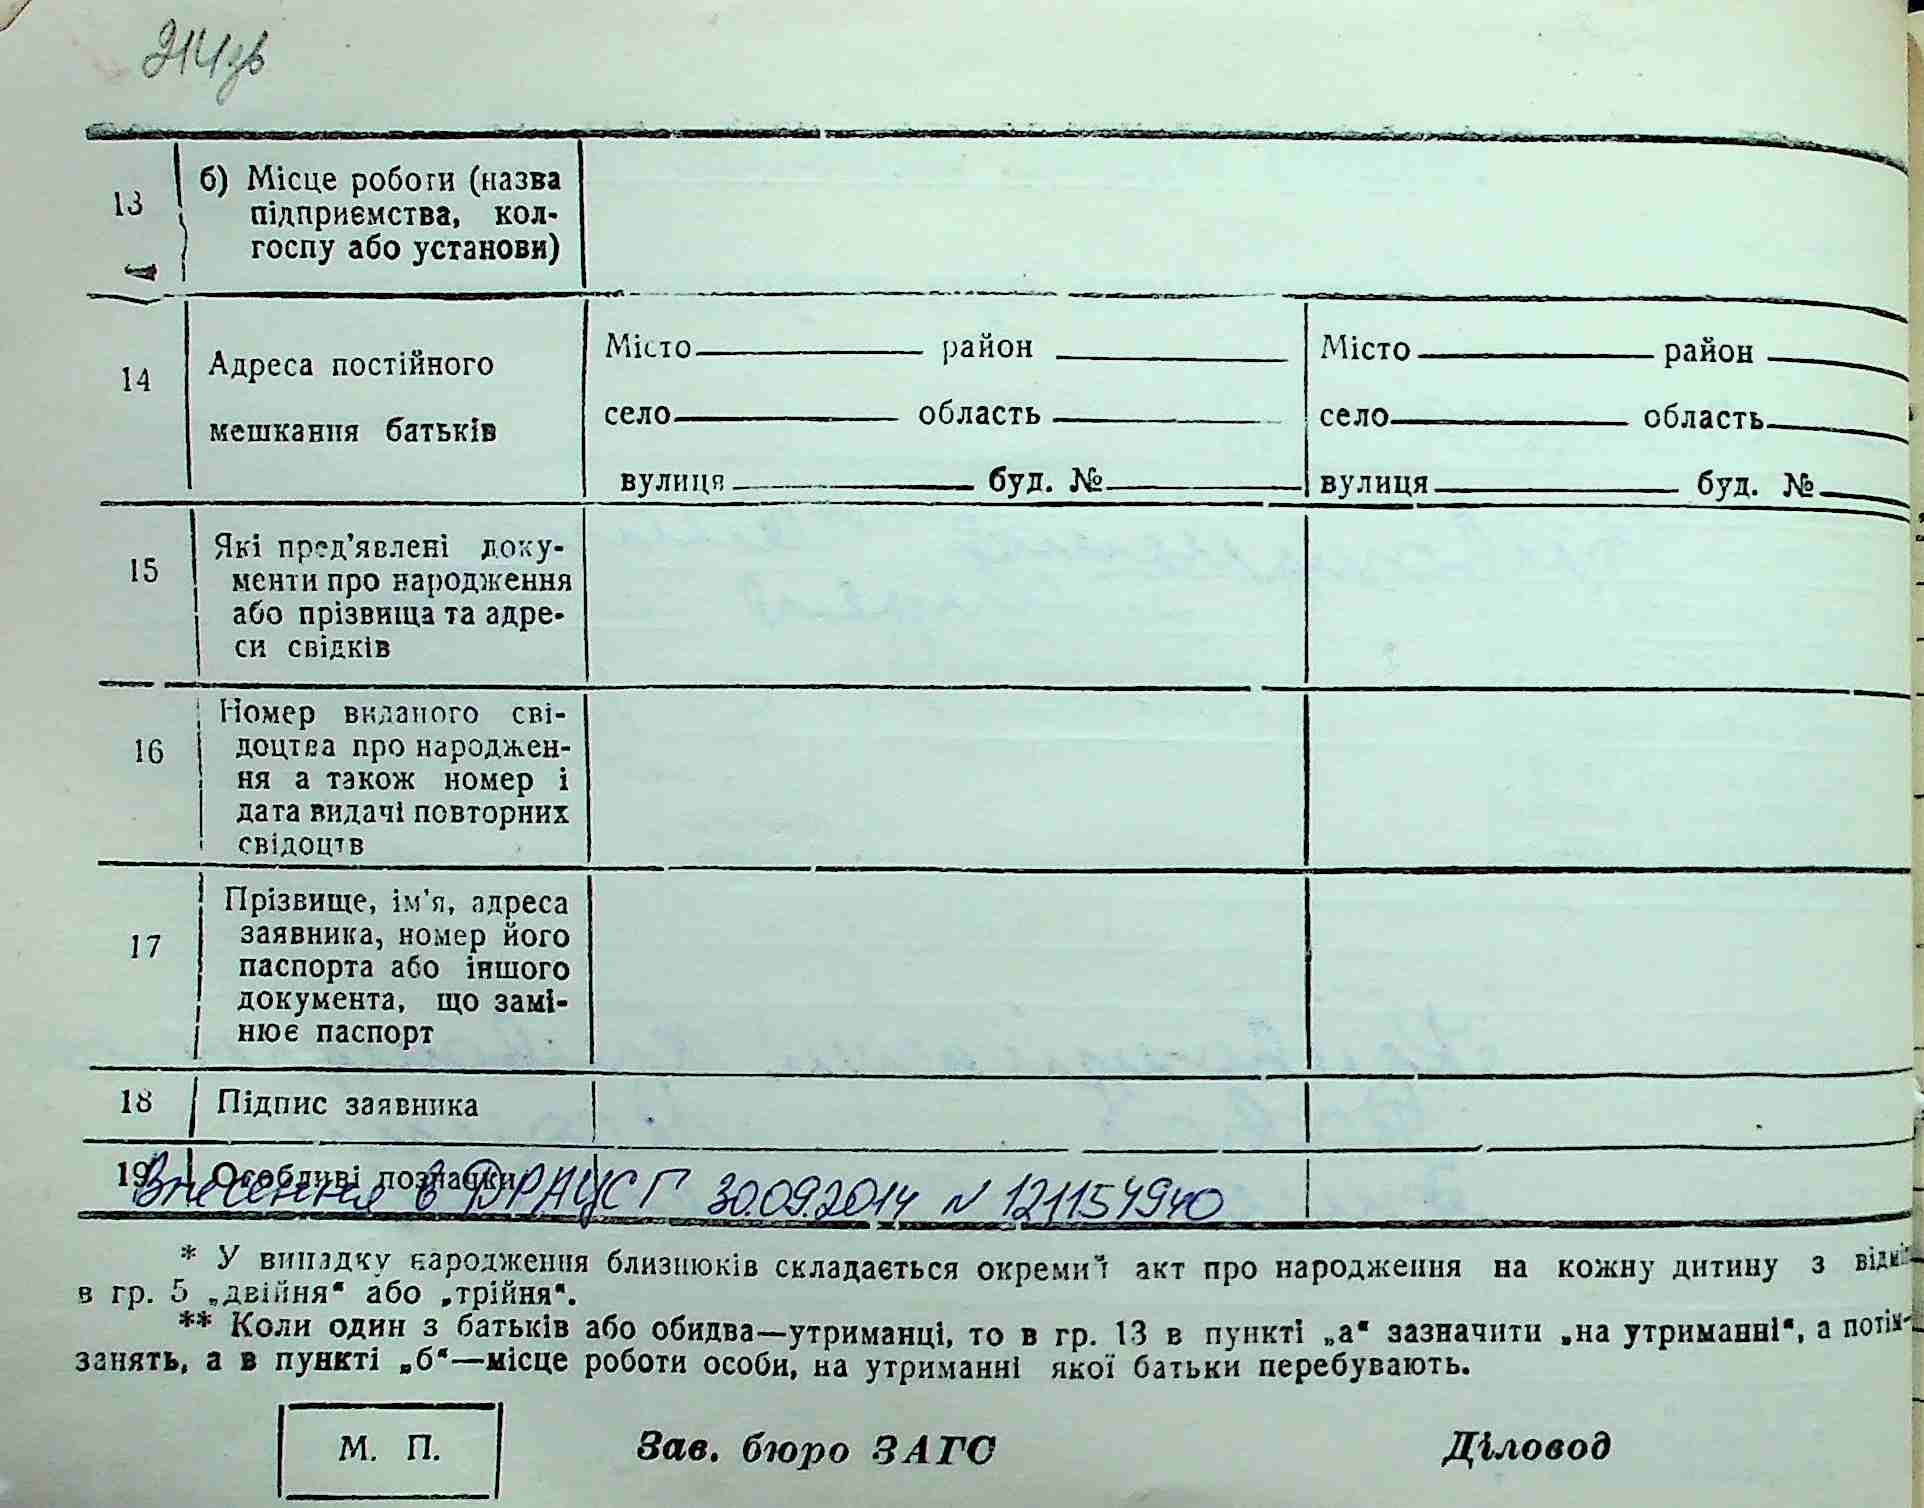 214зв
13 б) Місце роботи (назва
підприємства, кол-
госпу або установи)
14 Адреса постійного
мешкання батьків
Місто район
село область
вулиця буд. №
Місто район
село область
вулиця буд. №
15 Які пред'явлені доку-
менти про народження
або прізвища та адре-
си свідків
16 Номер виданого сві-
доцтва про народжен-
ня а також номер і
дата видачі повторних
свідоцтв
17 Прізвище, ім'я, адреса
заявника, номер його
паспорта або іншого
документа, що замі-
нює паспорт
18 Підпис заявника
19 Особливі позначки
Внесення в ДРАЦСГ 30.09.2014 N 121154940
* У випадку народження близнюків складається окремий акт про народження на кожну дитину з відмі-
в гр. 5 „двійня“ або „трійня“.
** Коли один з батьків або обидва—утриманці, то в гр. 13 в пункті „а“ зазначити „на утриманні“, а потім-
занять, а в пункті „б“—місце роботи особи, на утриманні якої батьки перебувають.
М. П.
Зав. бюро ЗАГС
Діловод